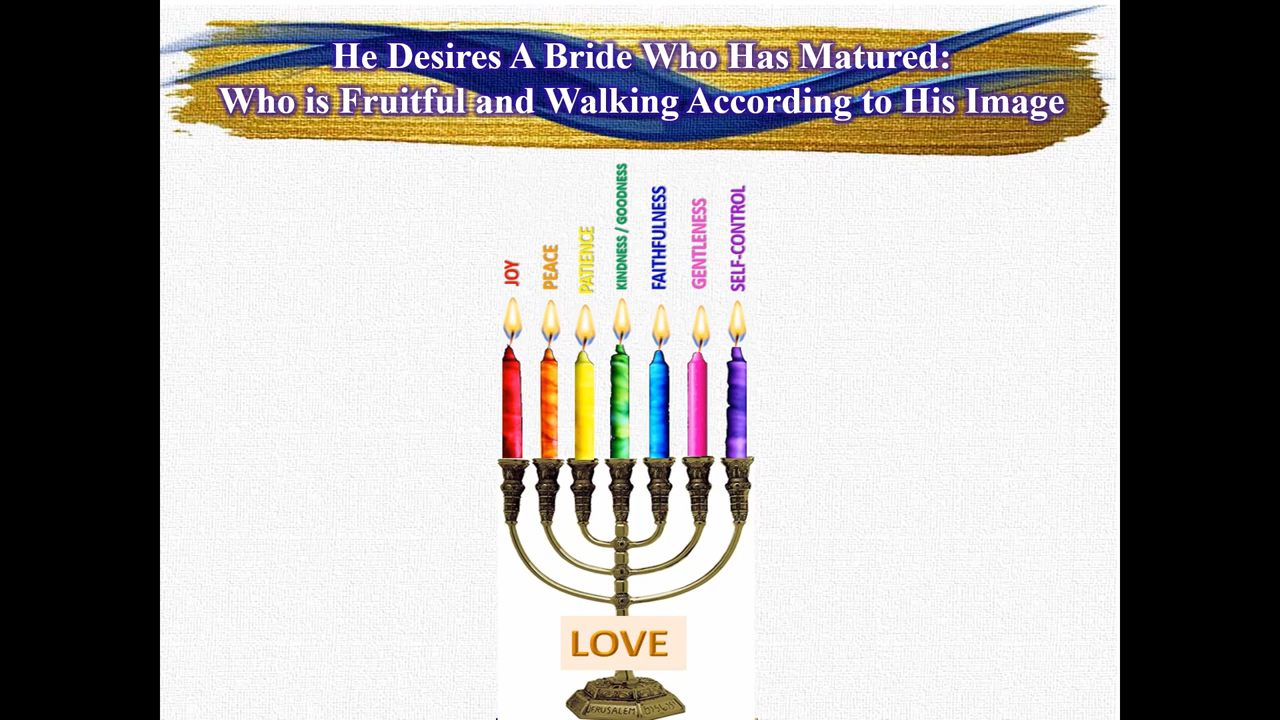 He Desires A Bride Who Has Matured:
Who is Fruitful and Walking According to His Image
JOY
PEACE
PATIENCE
KINDNESS / GOODNESS
FAITHFULNESS
GENTLENESS
SELF-CONTROL
LOVE
JERUSALEM